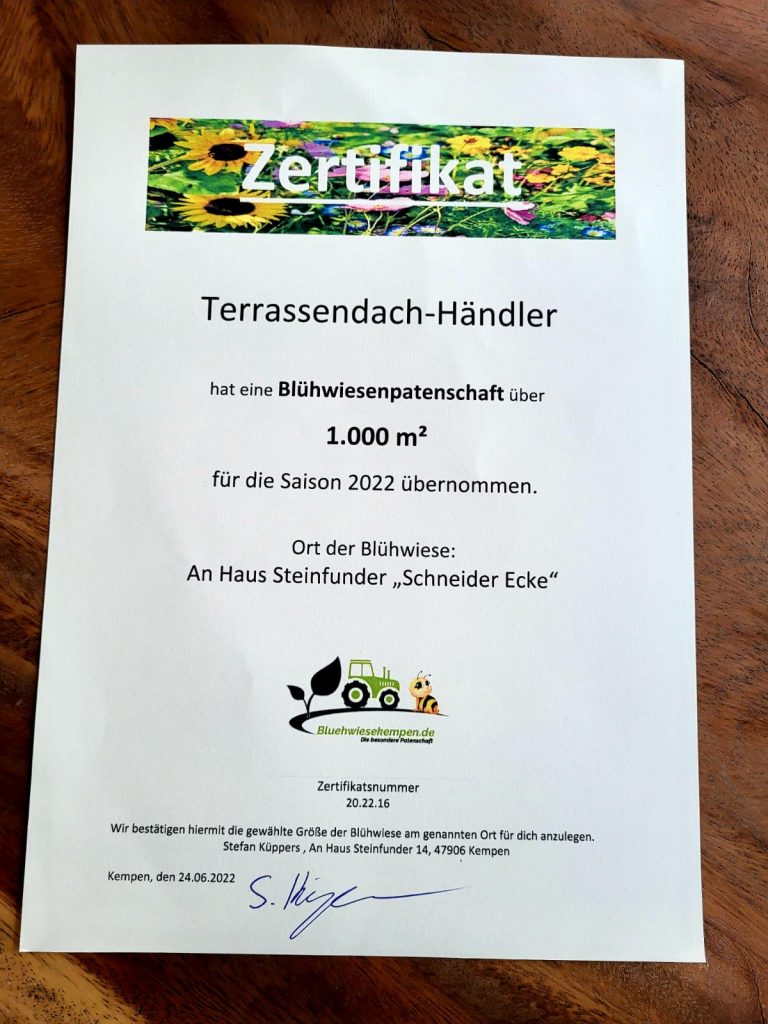 Zertifikat
Terrassendach-Händler
hat eine Blühwiesenpatenschaft über
1.000 m²
für die Saison 2022 übernommen.
Ort der Blühwiese:
An Haus Steinfunder „Schneider Ecke“
Bluehwiesekempen.de
Die besondere Patenschaft
Zertifikatsnummer
20.22.16
Wir bestätigen hiermit die gewählte Größe der Blühwiese am genannten Ort für dich anzulegen.
Stefan Küppers , An Haus Steinfunder 14, 47906 Kempen
Kempen, den 24.06.2022